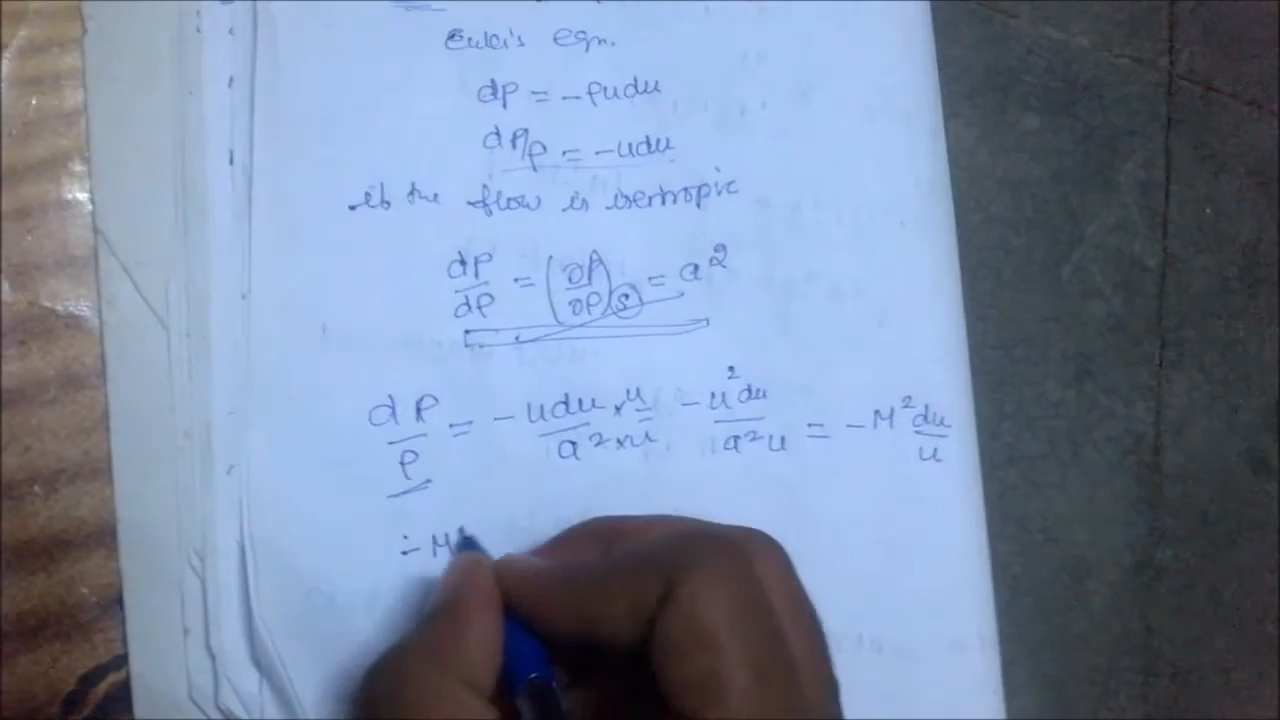 Euler's eqn.
dp = -ρudu
dP/ρ = -udu
if the flow is isentropic
dP/dρ = (∂P/∂ρ)s = a²
dρ/ρ = -udu/a² × u/u - u²du/a²u = -M² du/u
- M